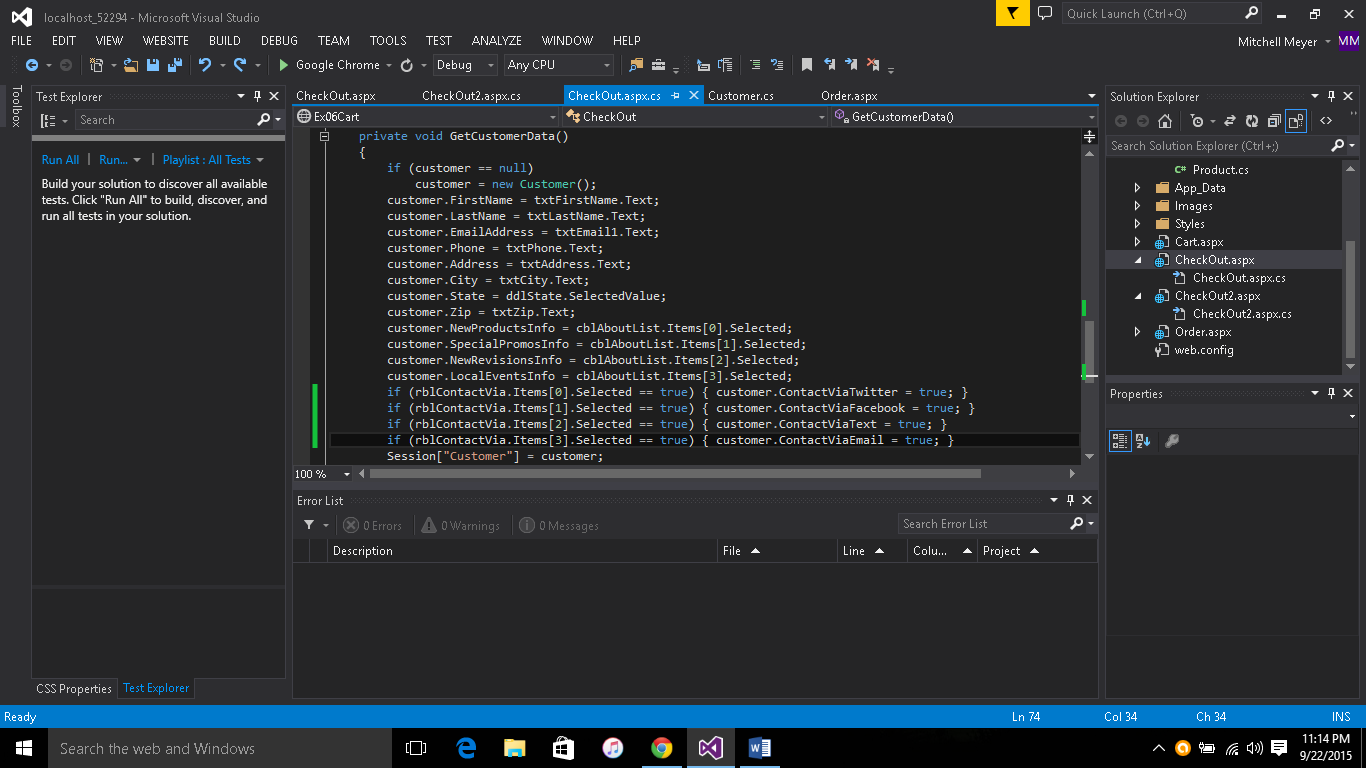 localhost_52294 - Microsoft Visual Studio
Quick Launch (Ctrl+Q)
FILE EDIT VIEW WEBSITE BUILD DEBUG TEAM TOOLS TEST ANALYZE WINDOW HELP
Mitchell Meyer MM
Google Chrome Debug Any CPU
Toolbox
Test Explorer
Search
Run All Run... Playlist : All Tests
Build your solution to discover all available
tests. Click "Run All" to build, discover, and
run all tests in your solution.
CSS Properties Test Explorer
CheckOut.aspx CheckOut2.aspx.cs CheckOut.aspx.cs Customer.cs Order.aspx
Ex06Cart CheckOut GetCustomerData()
private void GetCustomerData()
{
if (customer == null)
customer = new Customer();
customer.FirstName = txtFirstName.Text;
customer.LastName = txtLastName.Text;
customer.EmailAddress = txtEmail1.Text;
customer.Phone = txtPhone.Text;
customer.Address = txtAddress.Text;
customer.City = txtCity.Text;
customer.State = ddlState.SelectedValue;
customer.Zip = txtZip.Text;
customer.NewProductsInfo = cblAboutList.Items[0].Selected;
customer.SpecialPromosInfo = cblAboutList.Items[1].Selected;
customer.NewRevisionsInfo = cblAboutList.Items[2].Selected;
customer.LocalEventsInfo = cblAboutList.Items[3].Selected;
if (rblContactVia.Items[0].Selected == true) { customer.ContactViaTwitter = true; }
if (rblContactVia.Items[1].Selected == true) { customer.ContactViaFacebook = true; }
if (rblContactVia.Items[2].Selected == true) { customer.ContactViaText = true; }
if (rblContactVia.Items[3].Selected == true) { customer.ContactViaEmail = true; }
Session["Customer"] = customer;
100 %
Error List
0 Errors 0 Warnings 0 Messages
Search Error List
Description File Line Colu... Project
Solution Explorer
Search Solution Explorer (Ctrl+;)
C# Product.cs
App_Data
Images
Styles
Cart.aspx
CheckOut.aspx
CheckOut.aspx.cs
CheckOut2.aspx
CheckOut2.aspx.cs
Order.aspx
web.config
Properties
Ready Ln 74 Col 34 Ch 34 INS
Search the web and Windows
11:14 PM
9/22/2015